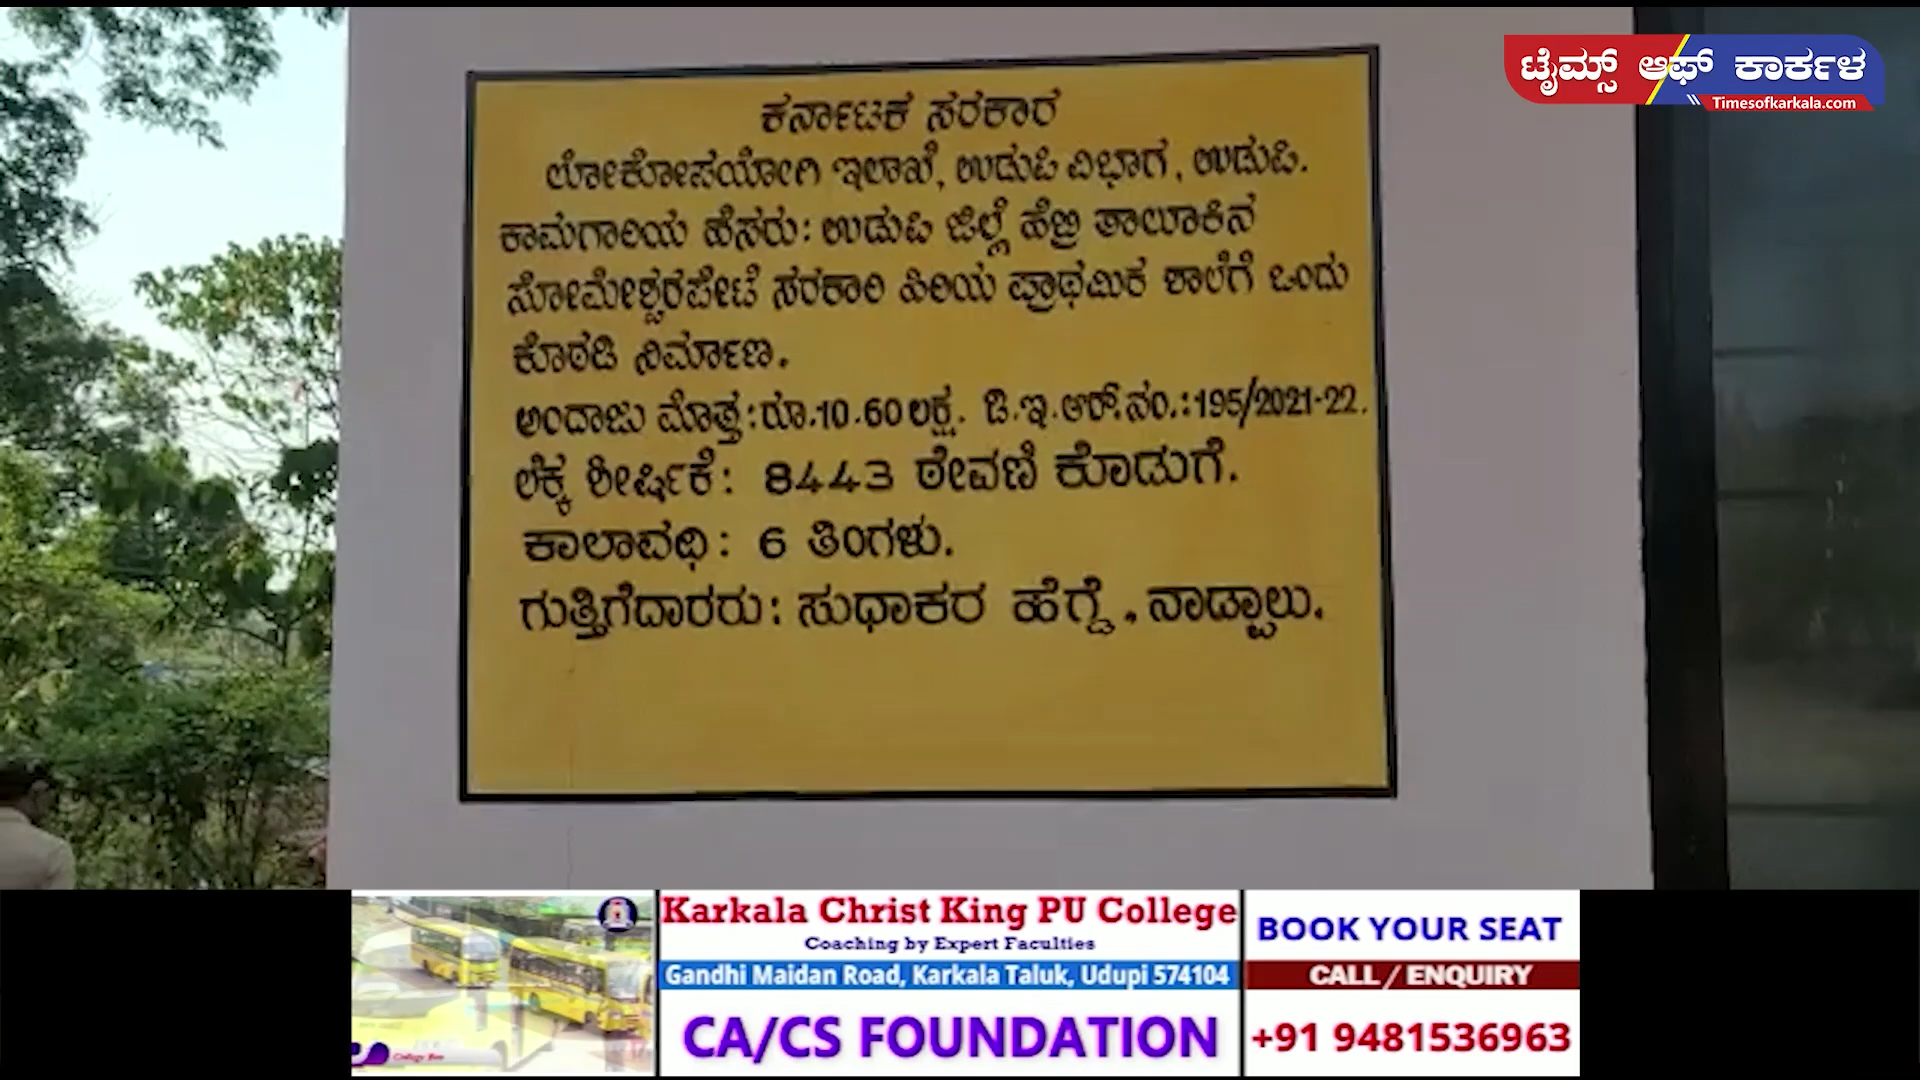 ಟೈಮ್ಸ್ ಆಫ್ ಕಾರ್ಕಳ
Timesofkarkala.com
ಕರ್ನಾಟಕ ಸರಕಾರ
ಲೋಕೋಪಯೋಗಿ ಇಲಾಖೆ, ಉಡುಪಿ ವಿಭಾಗ, ಉಡುಪಿ.
ಕಾಮಗಾರಿಯ ಹೆಸರು: ಉಡುಪಿ ಜಿಲ್ಲೆ ಹೆಬ್ರಿ ತಾಲೂಕಿನ
ಸೋಮೇಶ್ವರಪೇಟೆ ಸರಕಾರಿ ಹಿರಿಯ ಪ್ರಾಥಮಿಕ ಶಾಲೆಗೆ ಒಂದು
ಕೊಠಡಿ ನಿರ್ಮಾಣ.
ಅಂದಾಜು ಮೊತ್ತ:ರೂ.10.60 ಲಕ್ಷ. ಡಿ.ಇ.ಆರ್.ನಂ.:195/2021-22.
ಲೆಕ್ಕ ಶೀರ್ಷಿಕೆ: 8443 ಠೇವಣಿ ಕೊಡುಗೆ.
ಕಾಲಾವಧಿ: 6 ತಿಂಗಳು.
ಗುತ್ತಿಗೆದಾರರು: ಸುಧಾಕರ ಹೆಗ್ಡೆ, ನಾಡ್ಪಾಲು.
Karkala Christ King PU College
Coaching by Expert Faculties
Gandhi Maidan Road, Karkala Taluk, Udupi 574104
CA/CS FOUNDATION
BOOK YOUR SEAT
CALL / ENQUIRY
+91 9481536963
College Bus